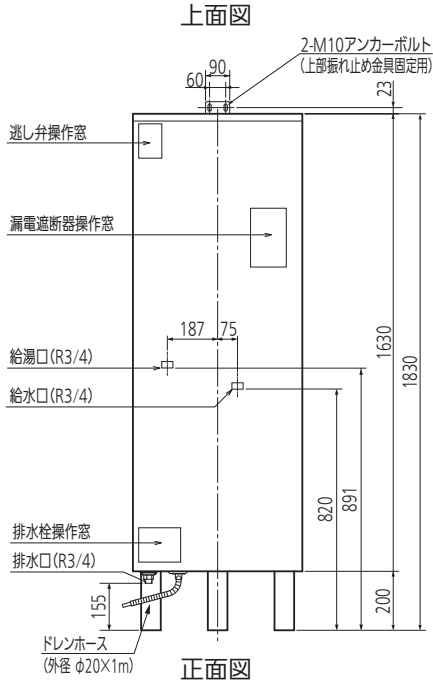 上面図
2-M10アンカーボルト
(上部振れ止め金具固定用)
90
60
23
逃し弁操作窓
漏電遮断器操作窓
187
75
1630
1830
給湯口(R3/4)
給水口(R3/4)
820
891
排水栓操作窓
排水口(R3/4)
155
200
ドレンホース
(外径 φ20×1m)
正面図